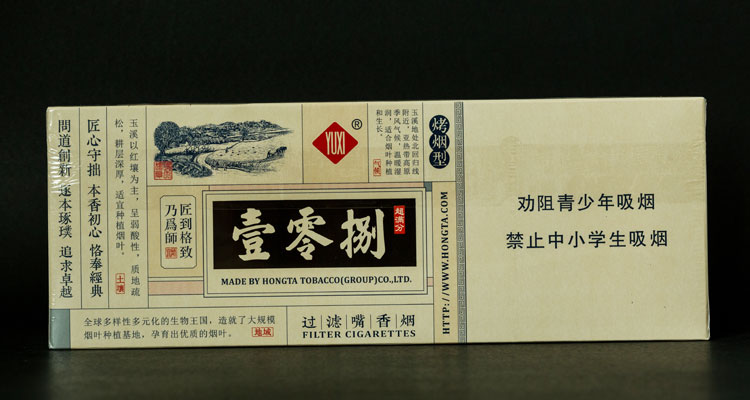 玉溪以红壤为主，呈弱酸性，质地疏
松，耕层深厚，适宜种植烟叶。
土壤
匠心守拙 本香初心 恪奉經典
問道創新 逐本琢璞 追求卓越
YUXI
®
玉溪地处北回归线
附近，亚热带高原
季风气候，温暖湿
润，适合烟叶种植
和生长。
气候
烤烟型
匠到格致
乃爲師
壹零捌
超满分
MADE BY HONGTA TOBACCO(GROUP)CO.,LTD.
HTTP://WWW.HONGTA.COM
全球多样性多元化的生物王国，造就了大规模
烟叶种植基地，孕育出优质的烟叶。
地域
过滤嘴香烟
FILTER CIGARETTES
劝阻青少年吸烟
禁止中小学生吸烟